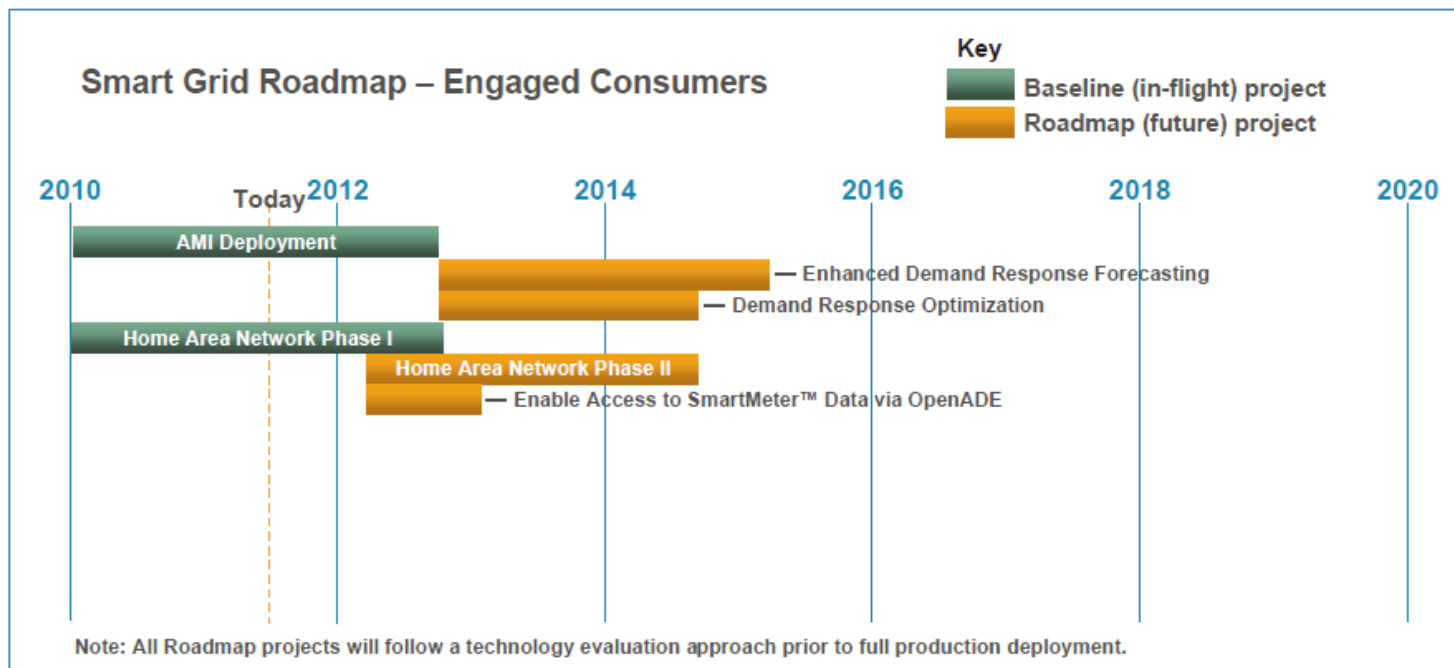 Key
Smart Grid Roadmap – Engaged Consumers
Baseline (in-flight) project
Roadmap (future) project
2010 Today 2012 2014 2016 2018 2020
AMI Deployment
Enhanced Demand Response Forecasting
Demand Response Optimization
Home Area Network Phase I
Home Area Network Phase II
Enable Access to SmartMeter™ Data via OpenADE
Note: All Roadmap projects will follow a technology evaluation approach prior to full production deployment.